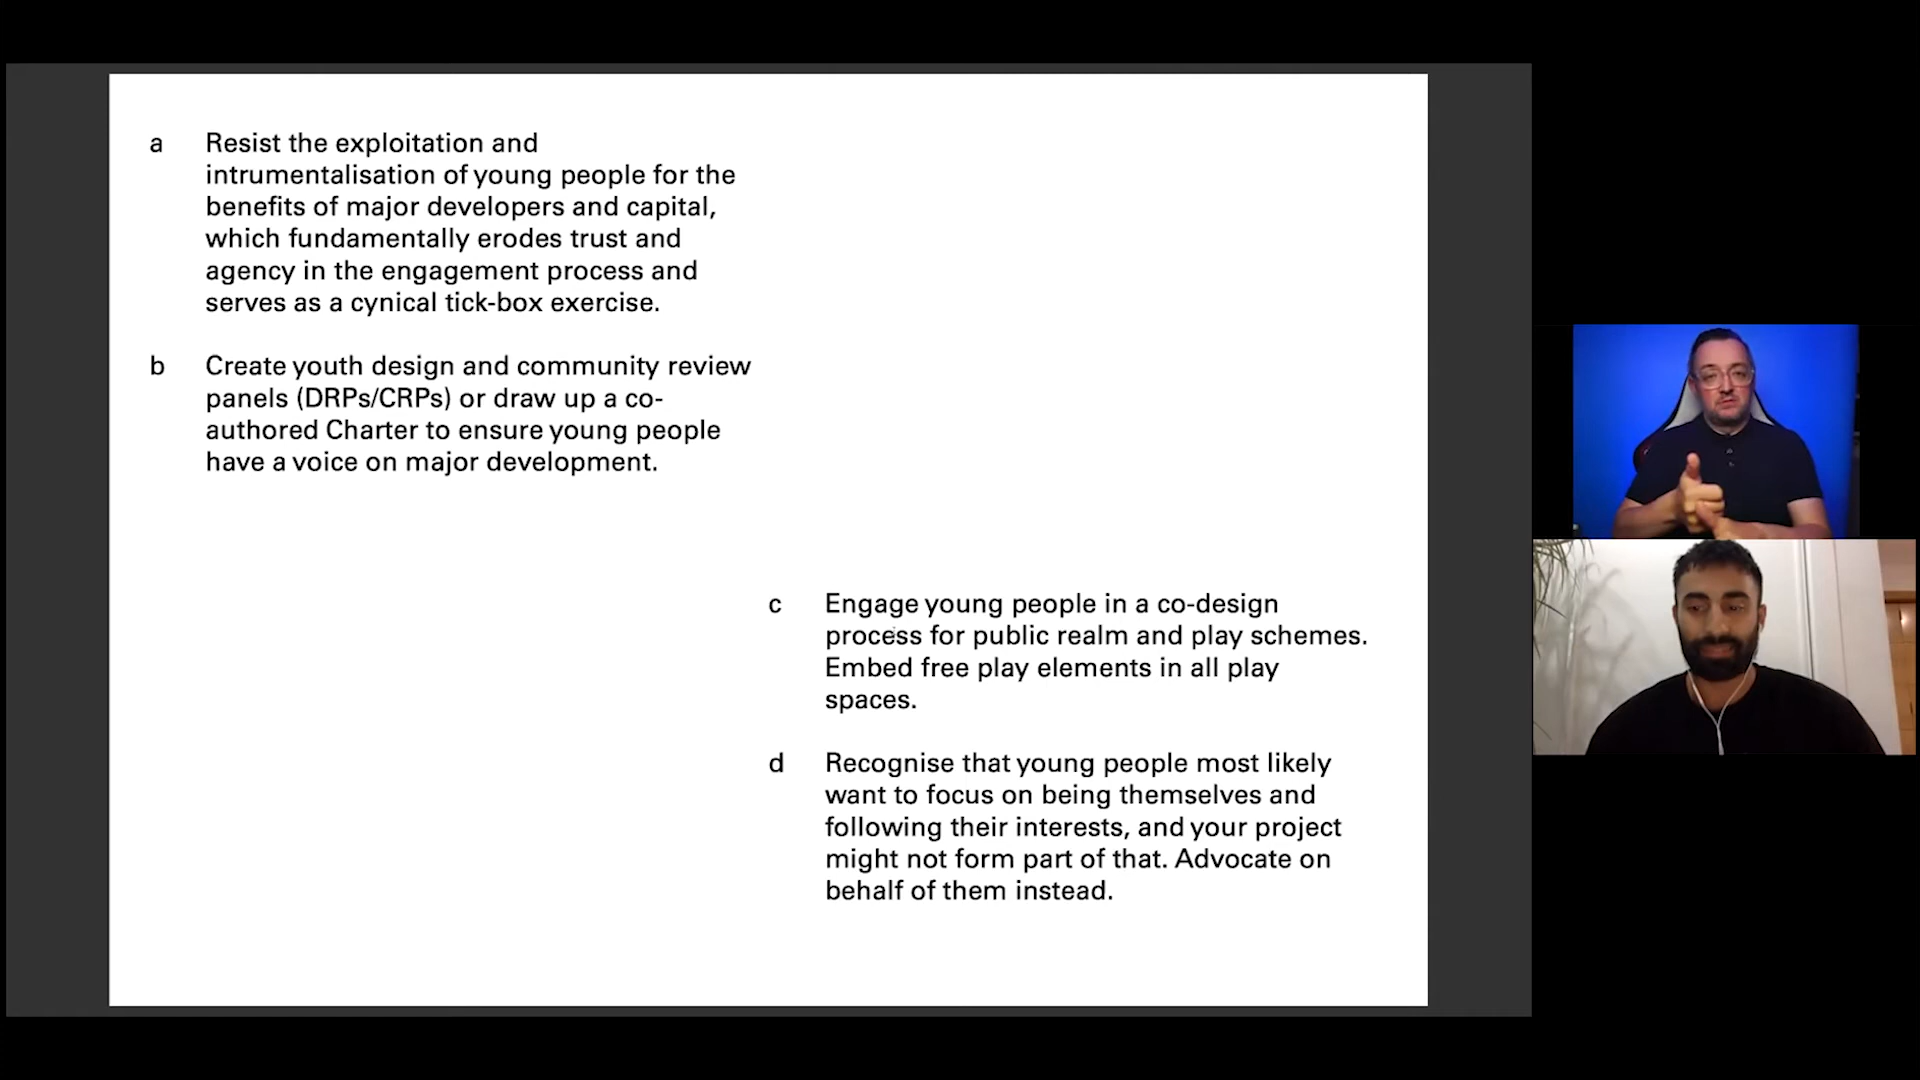 a Resist the exploitation and
intrumentalisation of young people for the
benefits of major developers and capital,
which fundamentally erodes trust and
agency in the engagement process and
serves as a cynical tick-box exercise.
b Create youth design and community review
panels (DRPs/CRPs) or draw up a co-
authored Charter to ensure young people
have a voice on major development.
c Engage young people in a co-design
process for public realm and play schemes.
Embed free play elements in all play
spaces.
d Recognise that young people most likely
want to focus on being themselves and
following their interests, and your project
might not form part of that. Advocate on
behalf of them instead.